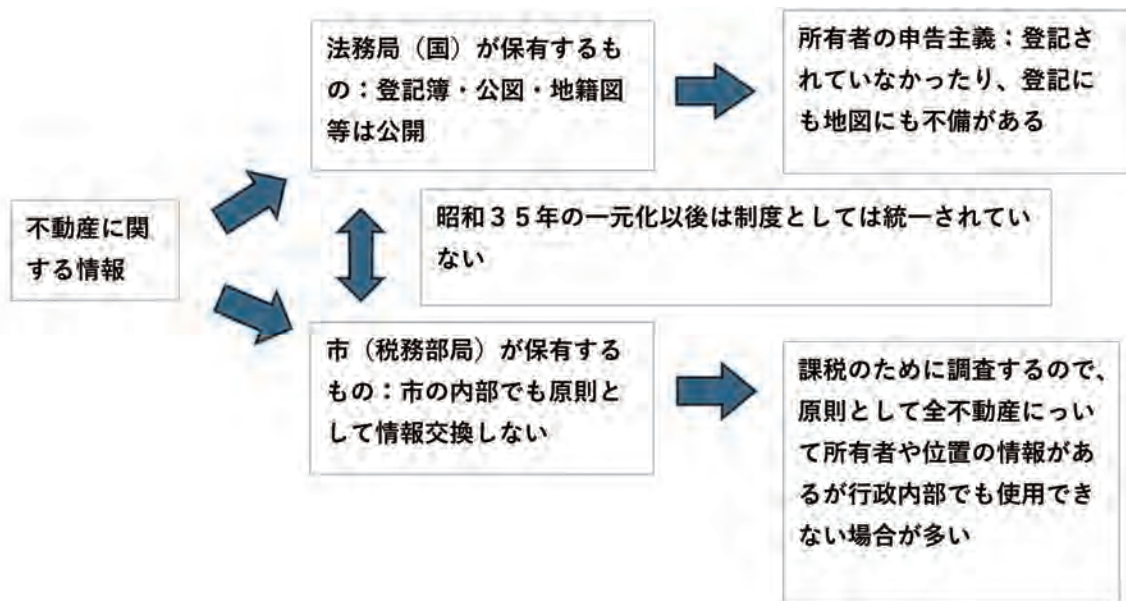 法務局（国）が保有するも
の：登記簿・公図・地籍図
等は公開
所有者の申告主義：登記さ
れていなかったり、登記に
も地図にも不備がある
不動産に関
する情報
昭和３５年の一元化以後は制度としては統一されてい
ない
市（税務部局）が保有する
もの：市の内部でも原則と
して情報交換しない
課税のために調査するので、
原則として全不動産にっい
て所有者や位置の情報があ
るが行政内部でも使用でき
ない場合が多い